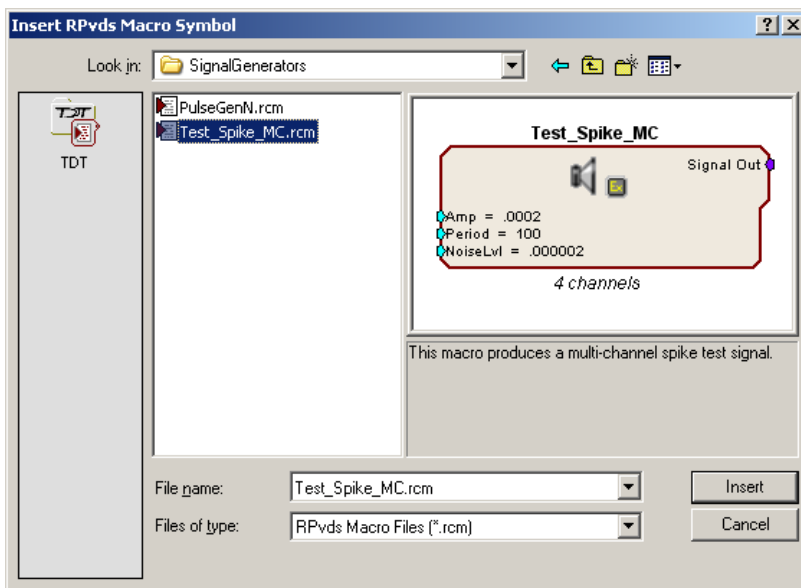 Insert RPvds Macro Symbol
Look in:
SignalGenerators
TDT
TDT
PulseGenN.rcm
Test_Spike_MC.rcm
Test_Spike_MC
Signal Out
Ex
Amp = .0002
Period = 100
NoiseLvl = .000002
4 channels
This macro produces a multi-channel spike test signal.
File name:
Test_Spike_MC.rcm
Insert
Files of type:
RPvds Macro Files (*.rcm)
Cancel